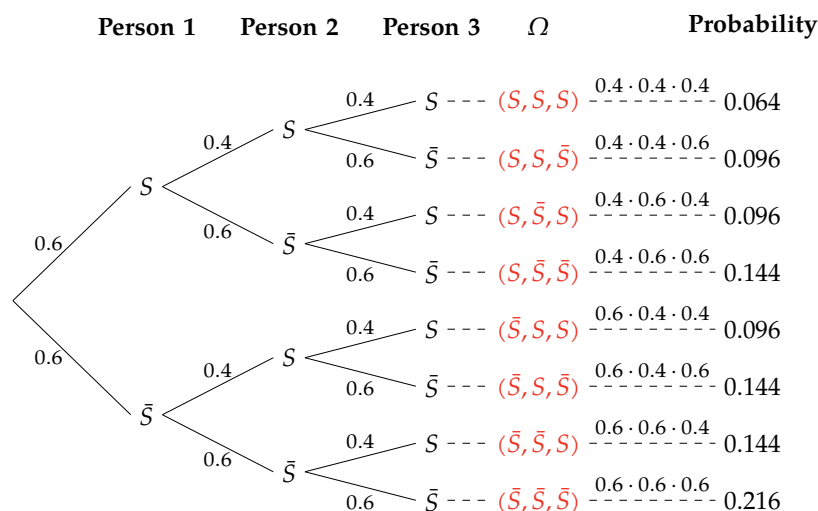 Person 1 Person 2 Person 3 Ω Probability
0.4 S (S, S, S) 0.4 · 0.4 · 0.4 0.064
S
0.4 0.6 S̄ (S, S, S̄) 0.4 · 0.4 · 0.6 0.096
S
0.6 0.6 0.4 S (S, S̄, S) 0.4 · 0.6 · 0.4 0.096
S̄
0.6 S̄ (S, S̄, S̄) 0.4 · 0.6 · 0.6 0.144
0.4 S (S̄, S, S) 0.6 · 0.4 · 0.4 0.096
S
0.6 0.4 0.6 S̄ (S̄, S, S̄) 0.6 · 0.4 · 0.6 0.144
S̄
0.6 0.4 S (S̄, S̄, S) 0.6 · 0.6 · 0.4 0.144
S̄
0.6 S̄ (S̄, S̄, S̄) 0.6 · 0.6 · 0.6 0.216